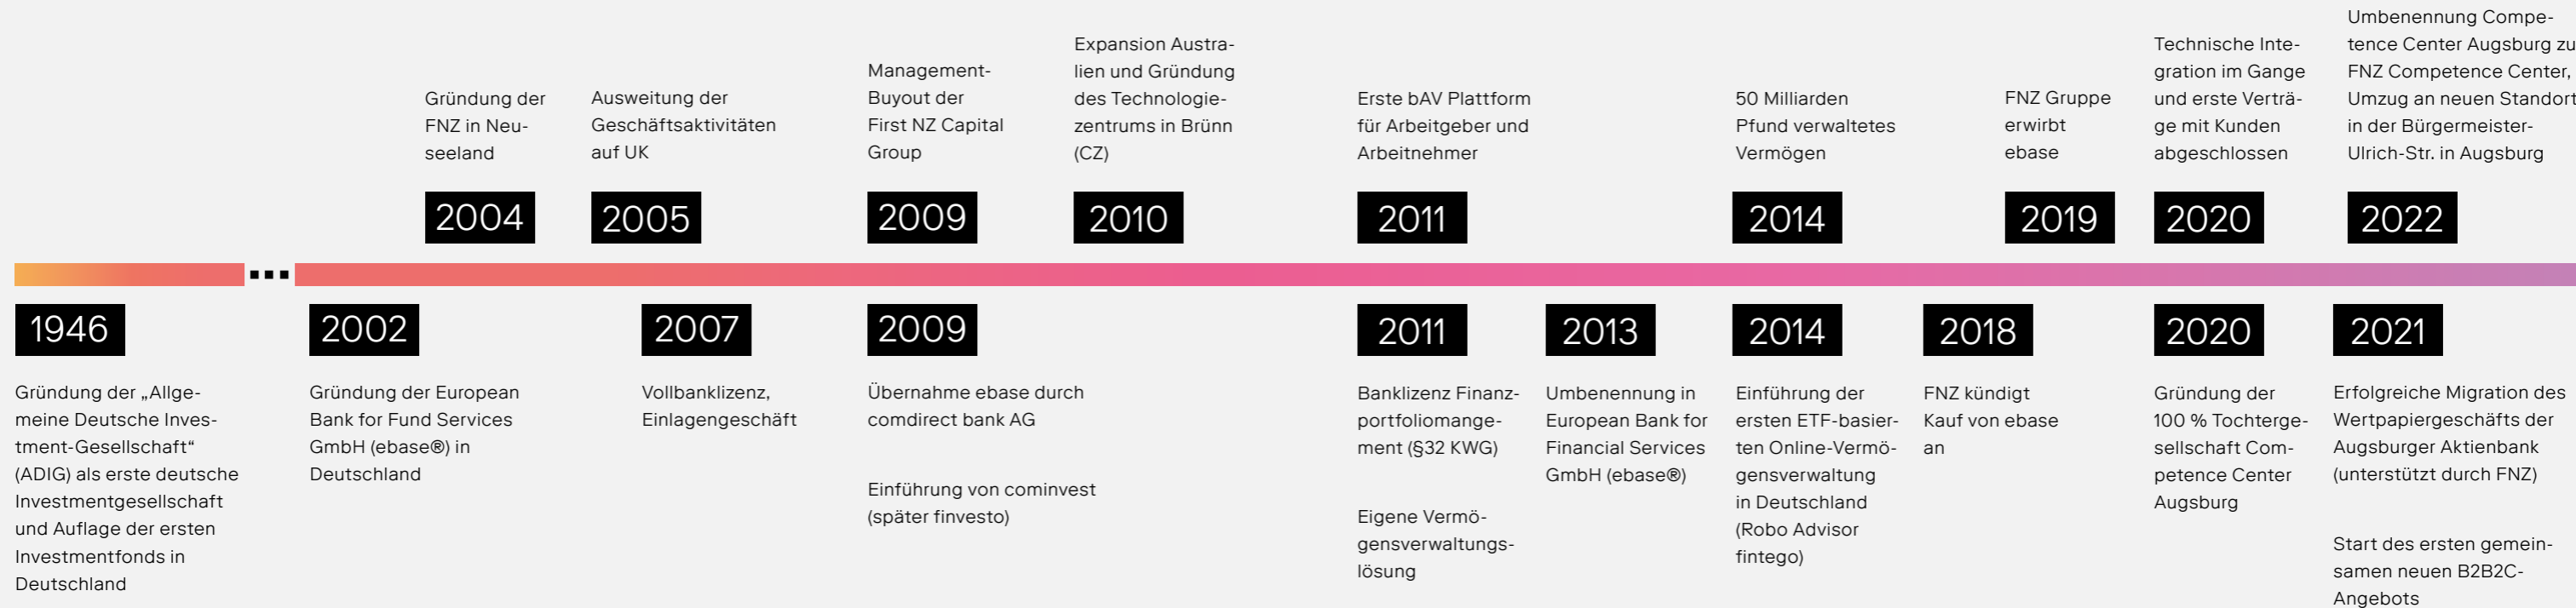 Gründung der
FNZ in Neu-
seeland
2004
Ausweitung der
Geschäftsaktivitäten
auf UK
2005
Management-
Buyout der
First NZ Capital
Group
2009
Expansion Austra-
lien und Gründung
des Technologie-
zentrums in Brünn
(CZ)
2010
Erste bAV Plattform
für Arbeitgeber und
Arbeitnehmer
2011
50 Milliarden
Pfund verwaltetes
Vermögen
2014
FNZ Gruppe
erwirbt
ebase
2019
Technische Inte-
gration im Gange
und erste Verträ-
ge mit Kunden
abgeschlossen
2020
Umbenennung Compe-
tence Center Augsburg zu
FNZ Competence Center,
Umzug an neuen Standort
in der Bürgermeister-
Ulrich-Str. in Augsburg
2022
1946
Gründung der „Allge-
meine Deutsche Inves-
tment-Gesellschaft“
(ADIG) als erste deutsche
Investmentgesellschaft
und Auflage der ersten
Investmentfonds in
Deutschland
2002
Gründung der European
Bank for Fund Services
GmbH (ebase®) in
Deutschland
2007
Vollbanklizenz,
Einlagengeschäft
2009
Übernahme ebase durch
comdirect bank AG
Einführung von cominvest
(später finvesto)
2011
Banklizenz Finanz-
portfoliomange-
ment (§32 KWG)
Eigene Vermö-
gensverwaltungs-
lösung
2013
Umbenennung in
European Bank for
Financial Services
GmbH (ebase®)
2014
Einführung der
ersten ETF-basier-
ten Online-Vermö-
gensverwaltung
in Deutschland
(Robo Advisor
fintego)
2018
FNZ kündigt
Kauf von ebase
an
2020
Gründung der
100 % Tochterge-
sellschaft Com-
petence Center
Augsburg
2021
Erfolgreiche Migration des
Wertpapiergeschäfts der
Augsburger Aktienbank
(unterstützt durch FNZ)
Start des ersten gemein-
samen neuen B2B2C-
Angebots